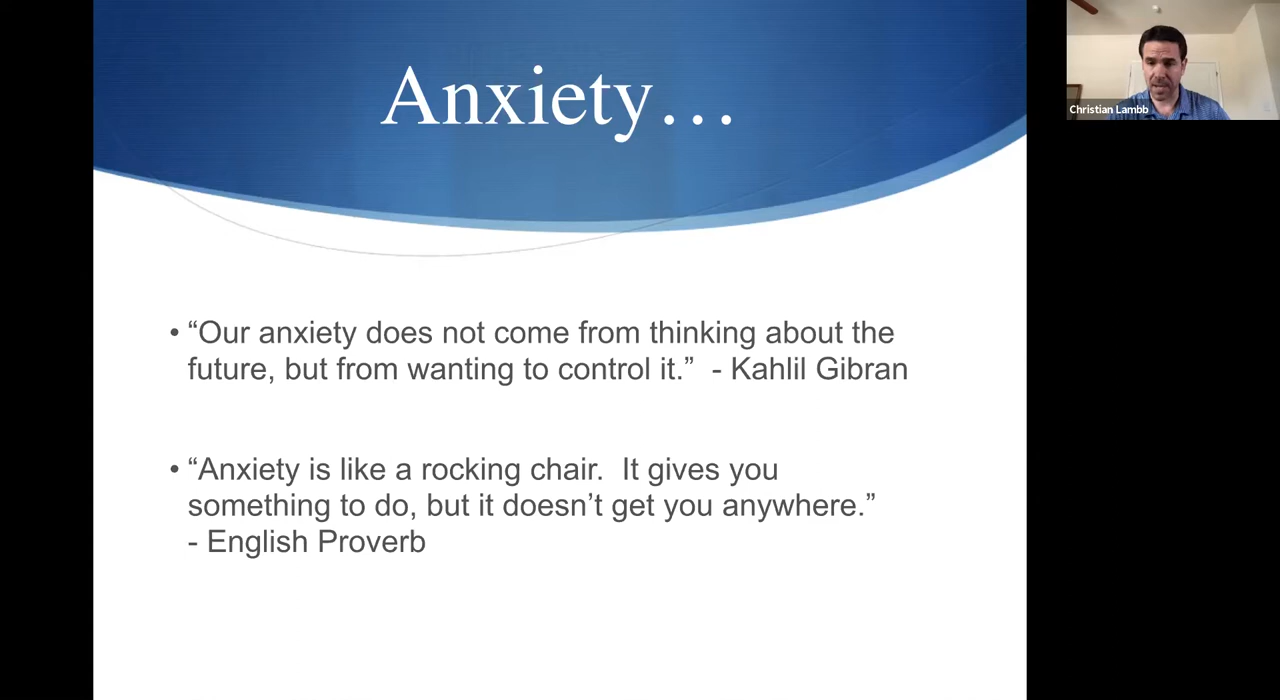 Anxiety…
Christian Lambb
• “Our anxiety does not come from thinking about the
future, but from wanting to control it.”  - Kahlil Gibran
• “Anxiety is like a rocking chair.  It gives you
something to do, but it doesn’t get you anywhere.”
- English Proverb